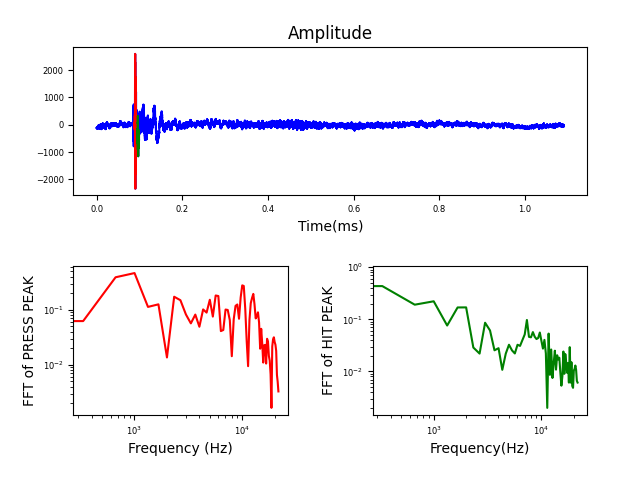 Amplitude
2000
1000
0
−1000
−2000
0.0 0.2 0.4 0.6 0.8 1.0
Time(ms)
FFT of PRESS PEAK
10⁻¹
10⁻²
10³ 10⁴
Frequency (Hz)
FFT of HIT PEAK
10⁰
10⁻¹
10⁻²
10³ 10⁴
Frequency(Hz)